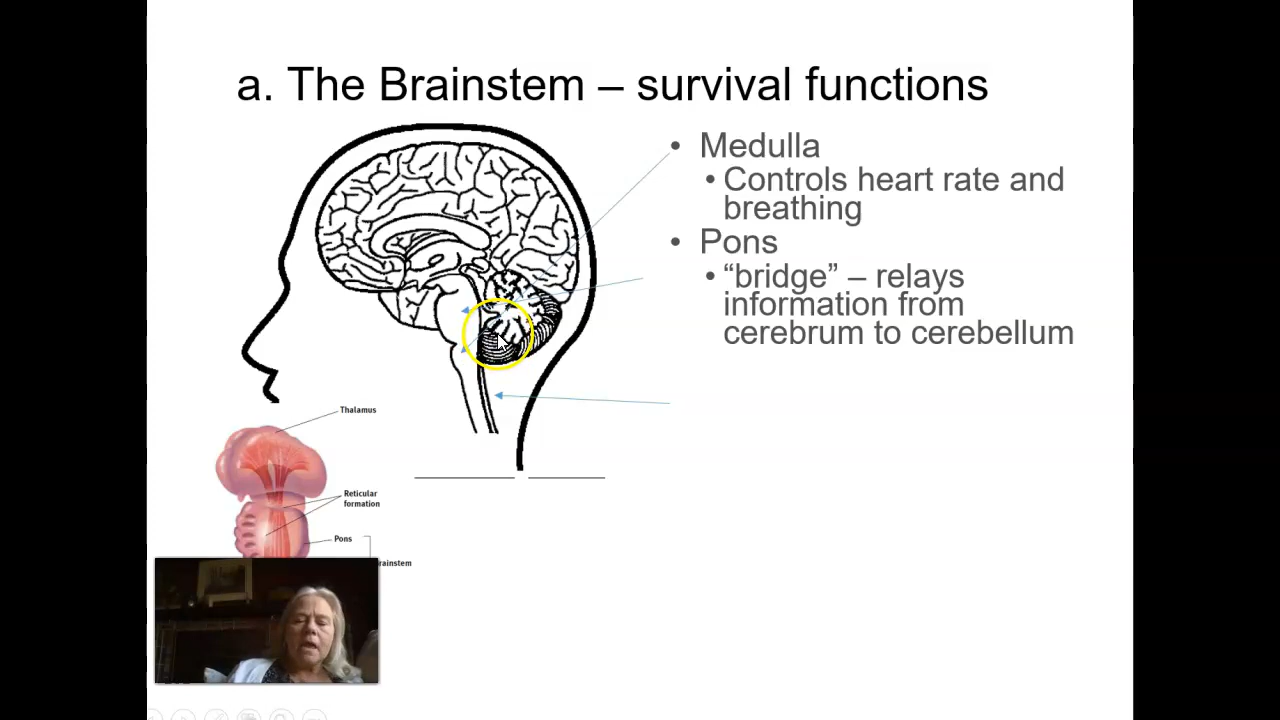 a. The Brainstem – survival functions
• Medulla
• Controls heart rate and
breathing
• Pons
• “bridge” – relays
information from
cerebrum to cerebellum
Thalamus
Reticular
formation
Pons
rainstem